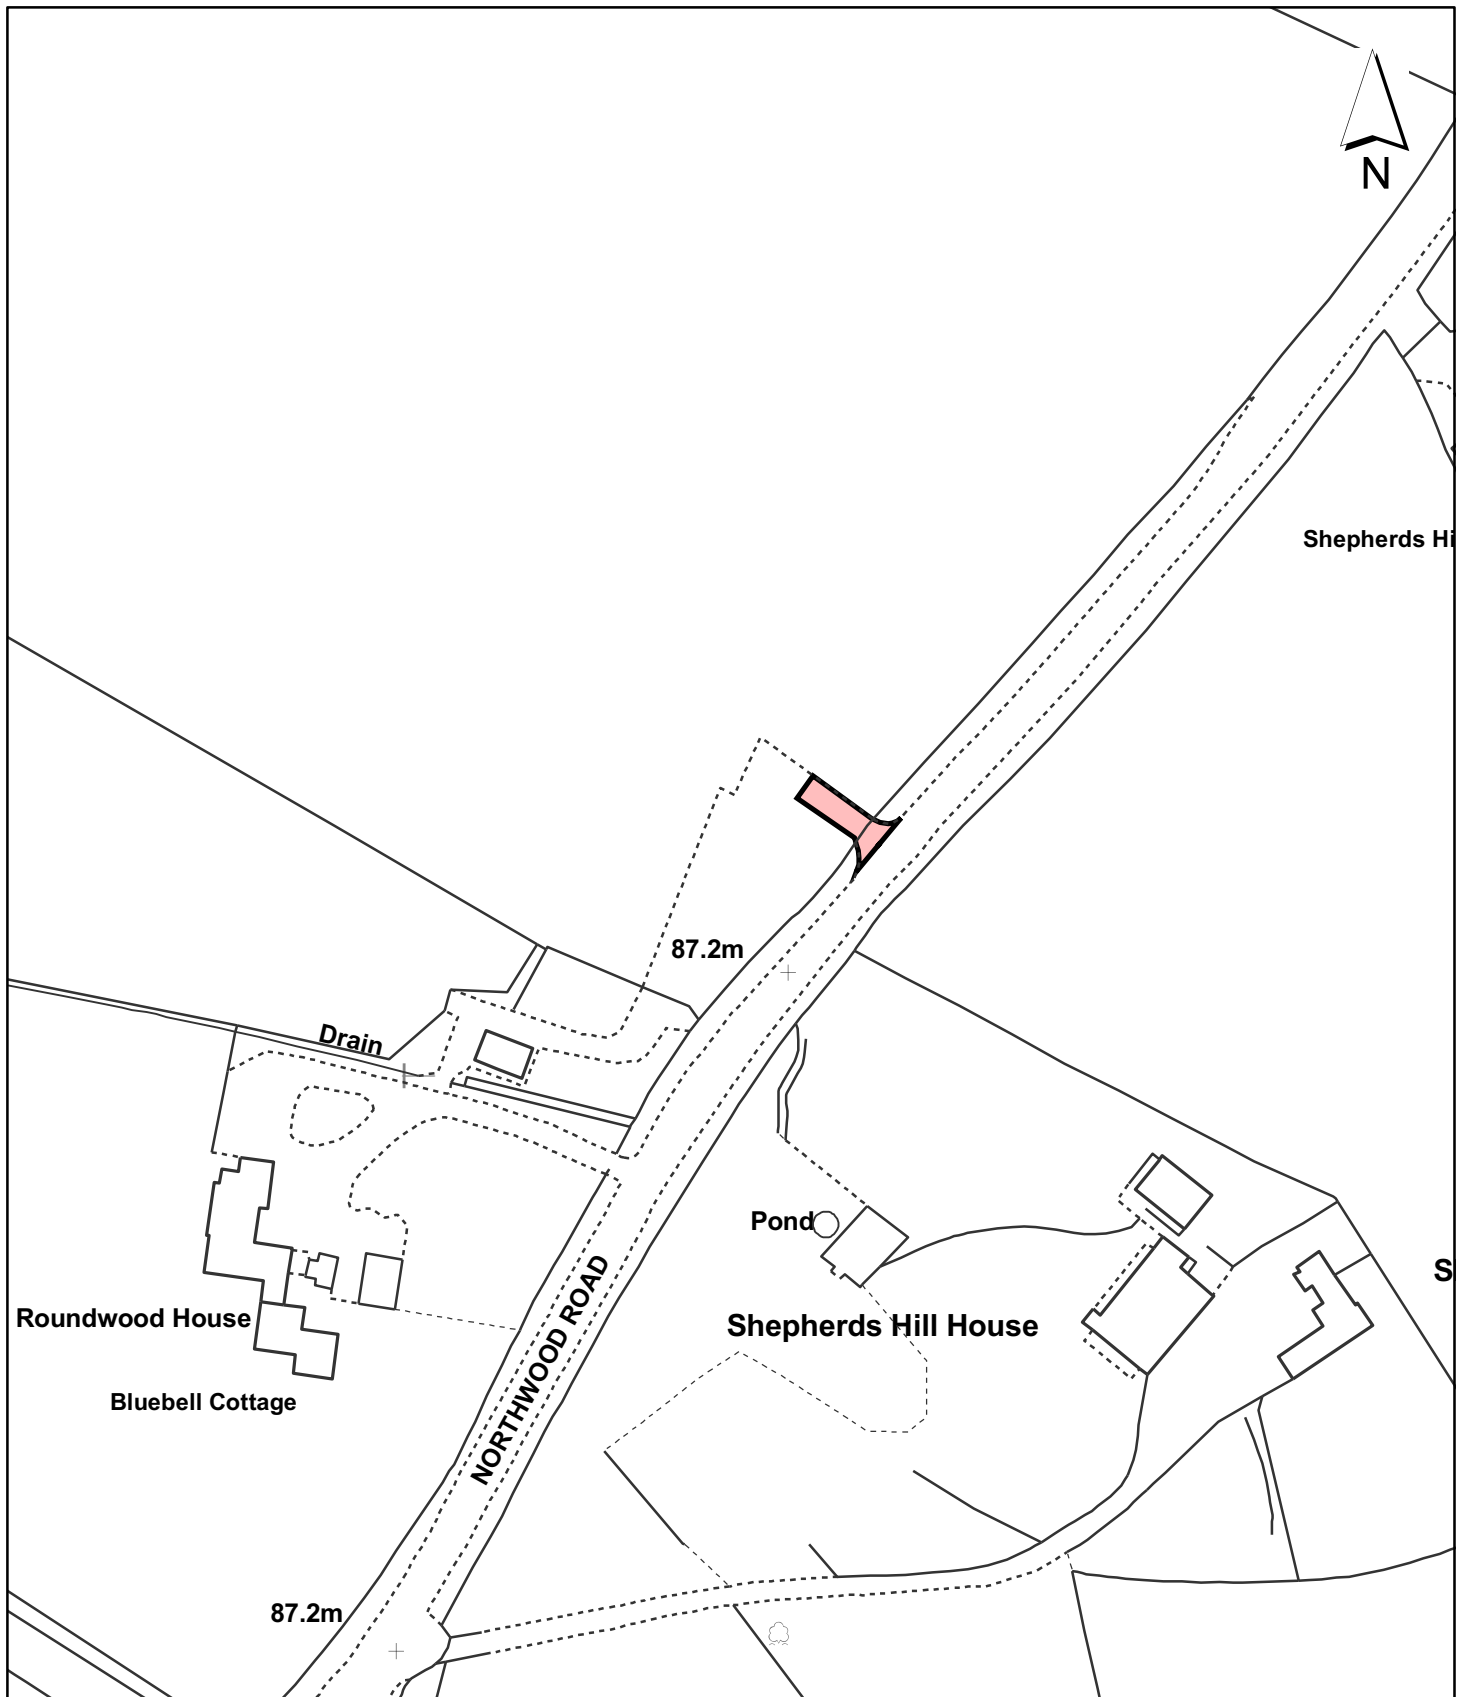 N
Shepherds Hi
87.2m
Drain
Pond
S
Roundwood House
Shepherds Hill House
NORTHWOOD ROAD
Bluebell Cottage
87.2m